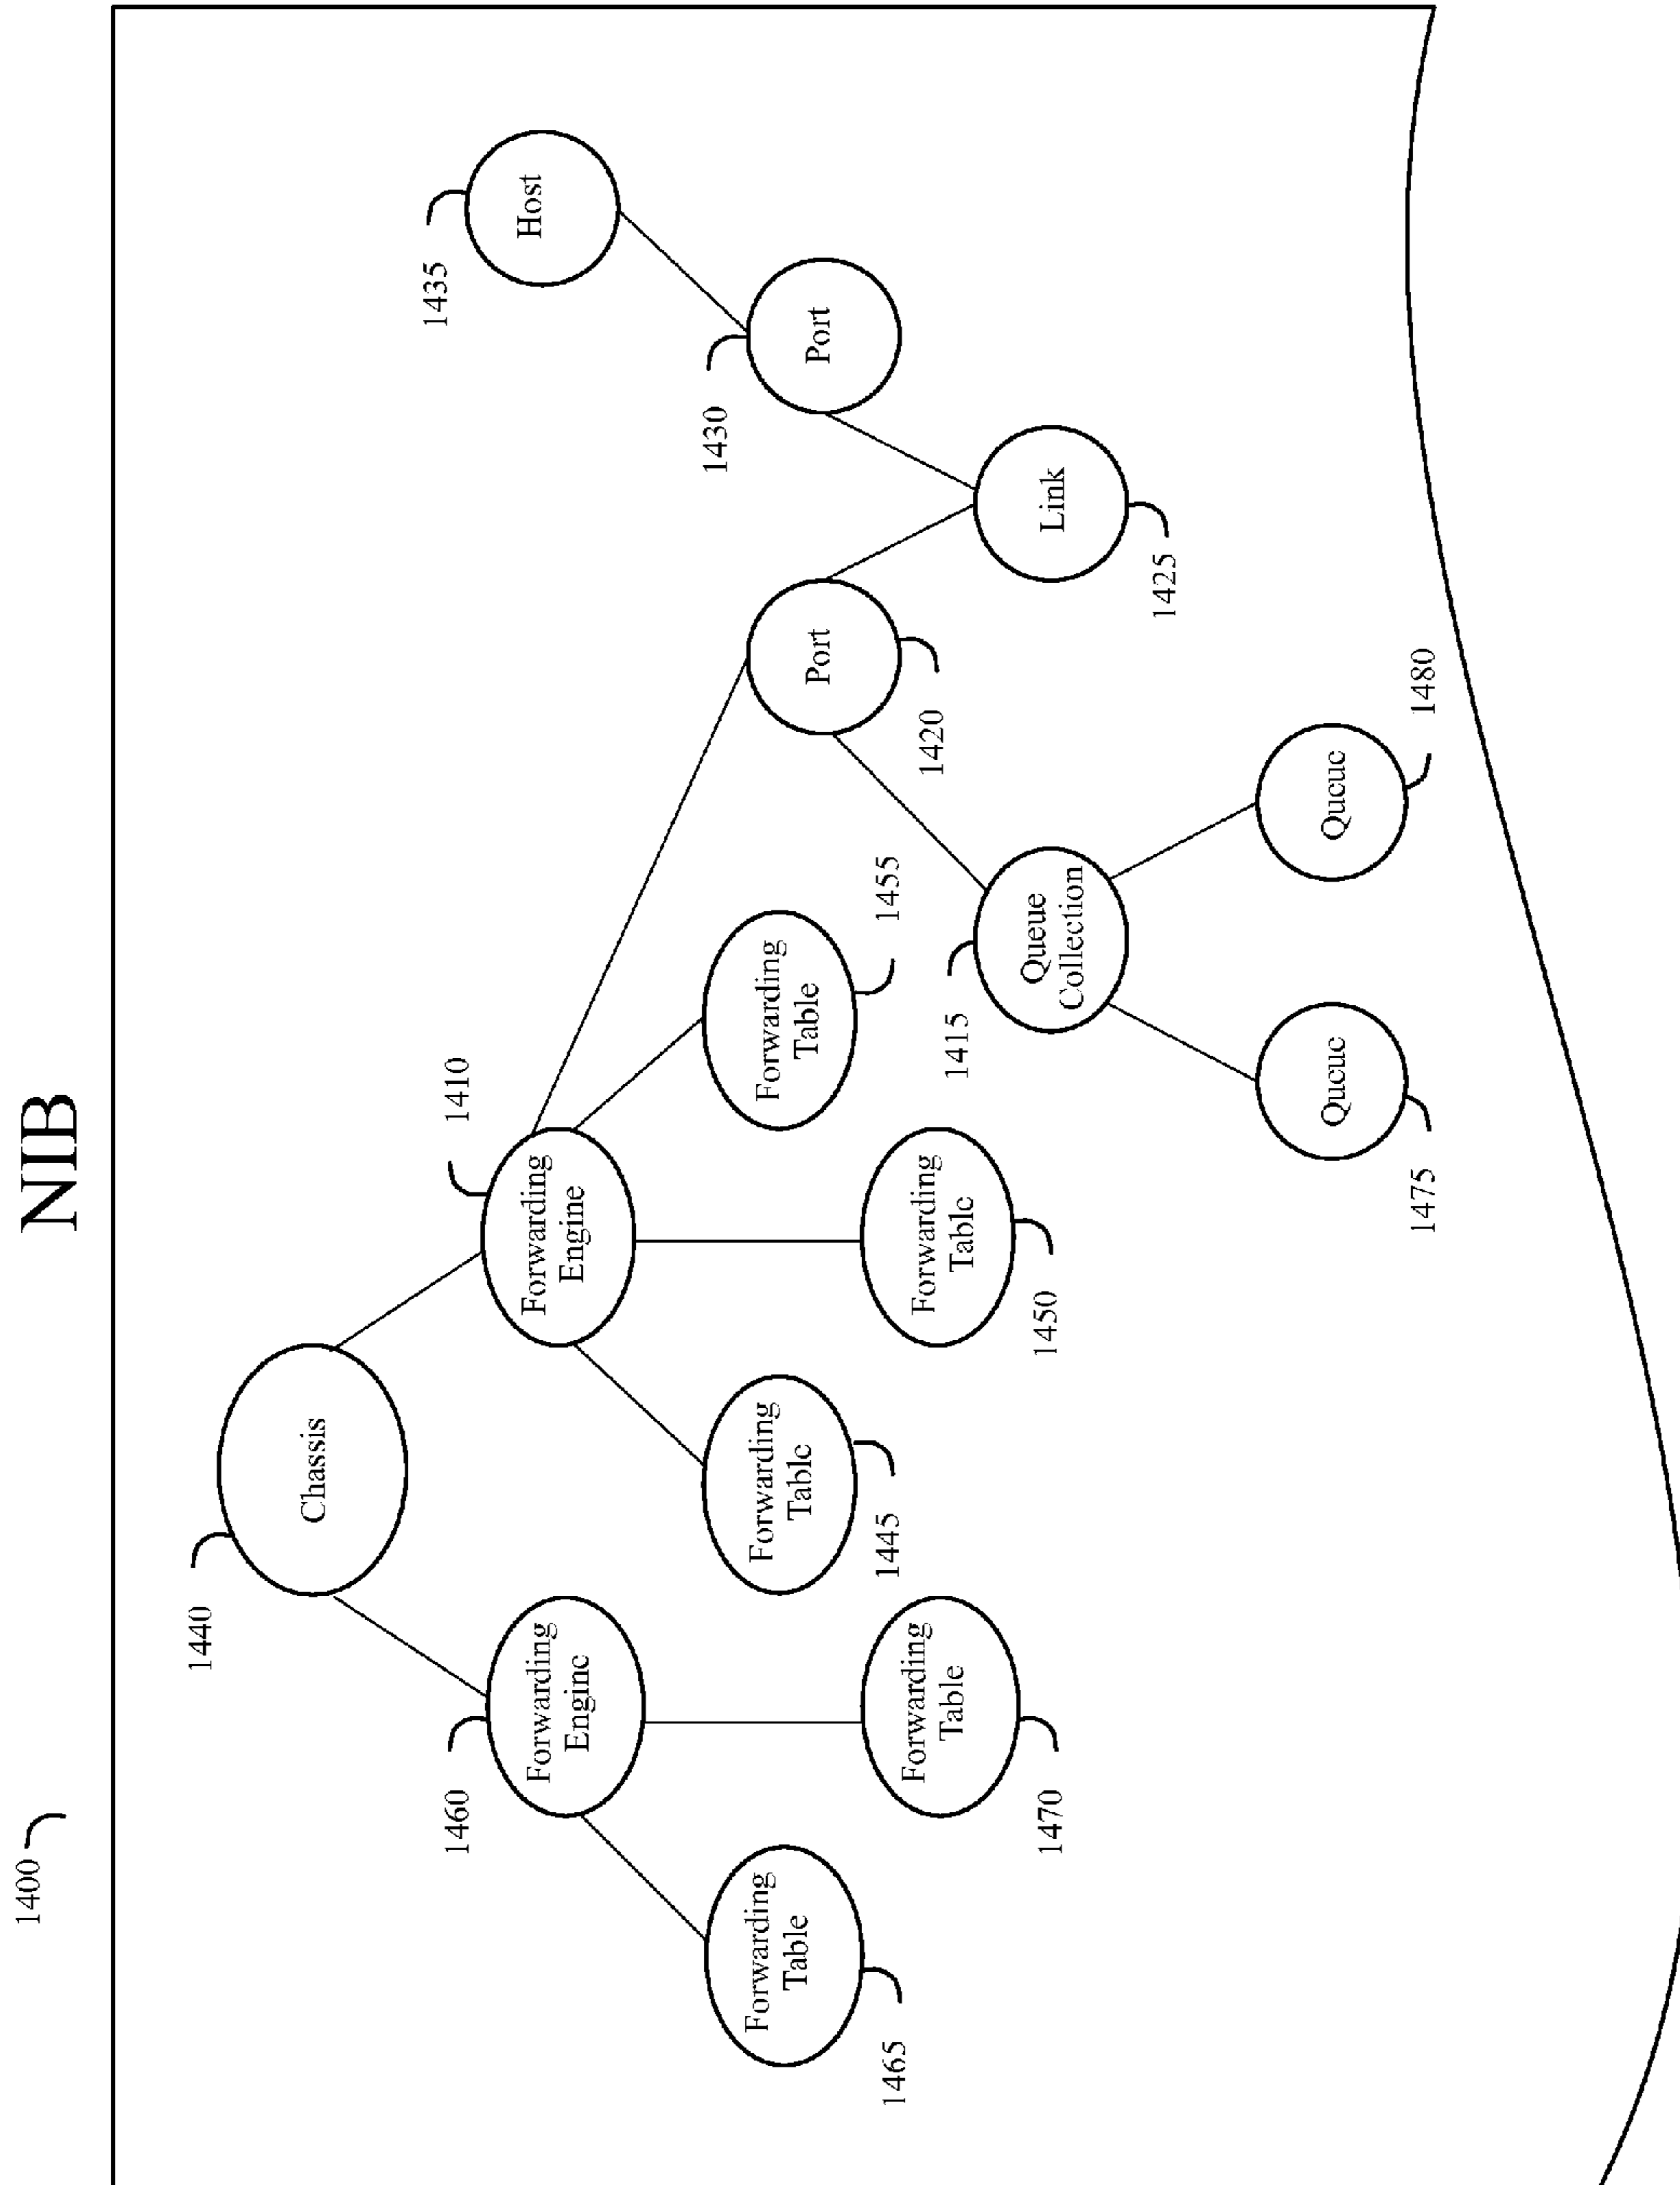 NIB
1400
1440
Chassis
1435
Host
1460
Forwarding
Engine
1410
Forwarding
Engine
1430
Port
Port
1420
1465
Forwarding
Table
1445
Forwarding
Table
1455
Forwarding
Table
1470
Forwarding
Table
1450
Forwarding
Table
1415
Queue
Collection
Link
1425
1475
Queue
Queue
1480